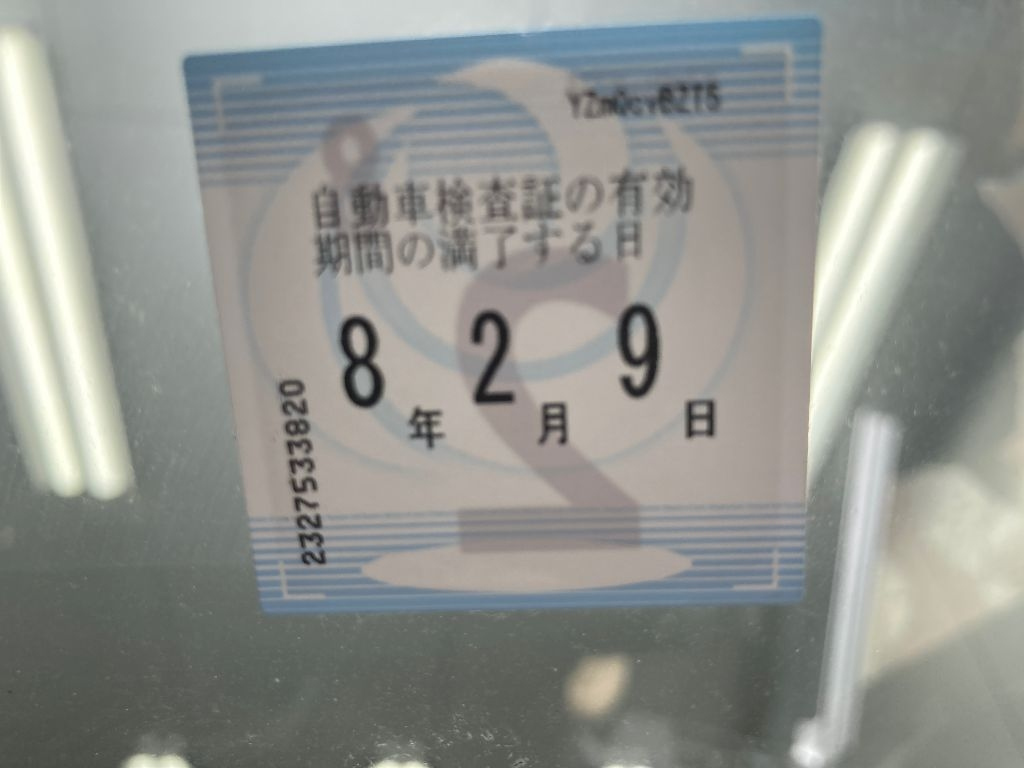 YZmQcvBZT5
自動車検査証の有効
期間の満了する日
8年2月9日
2327533820